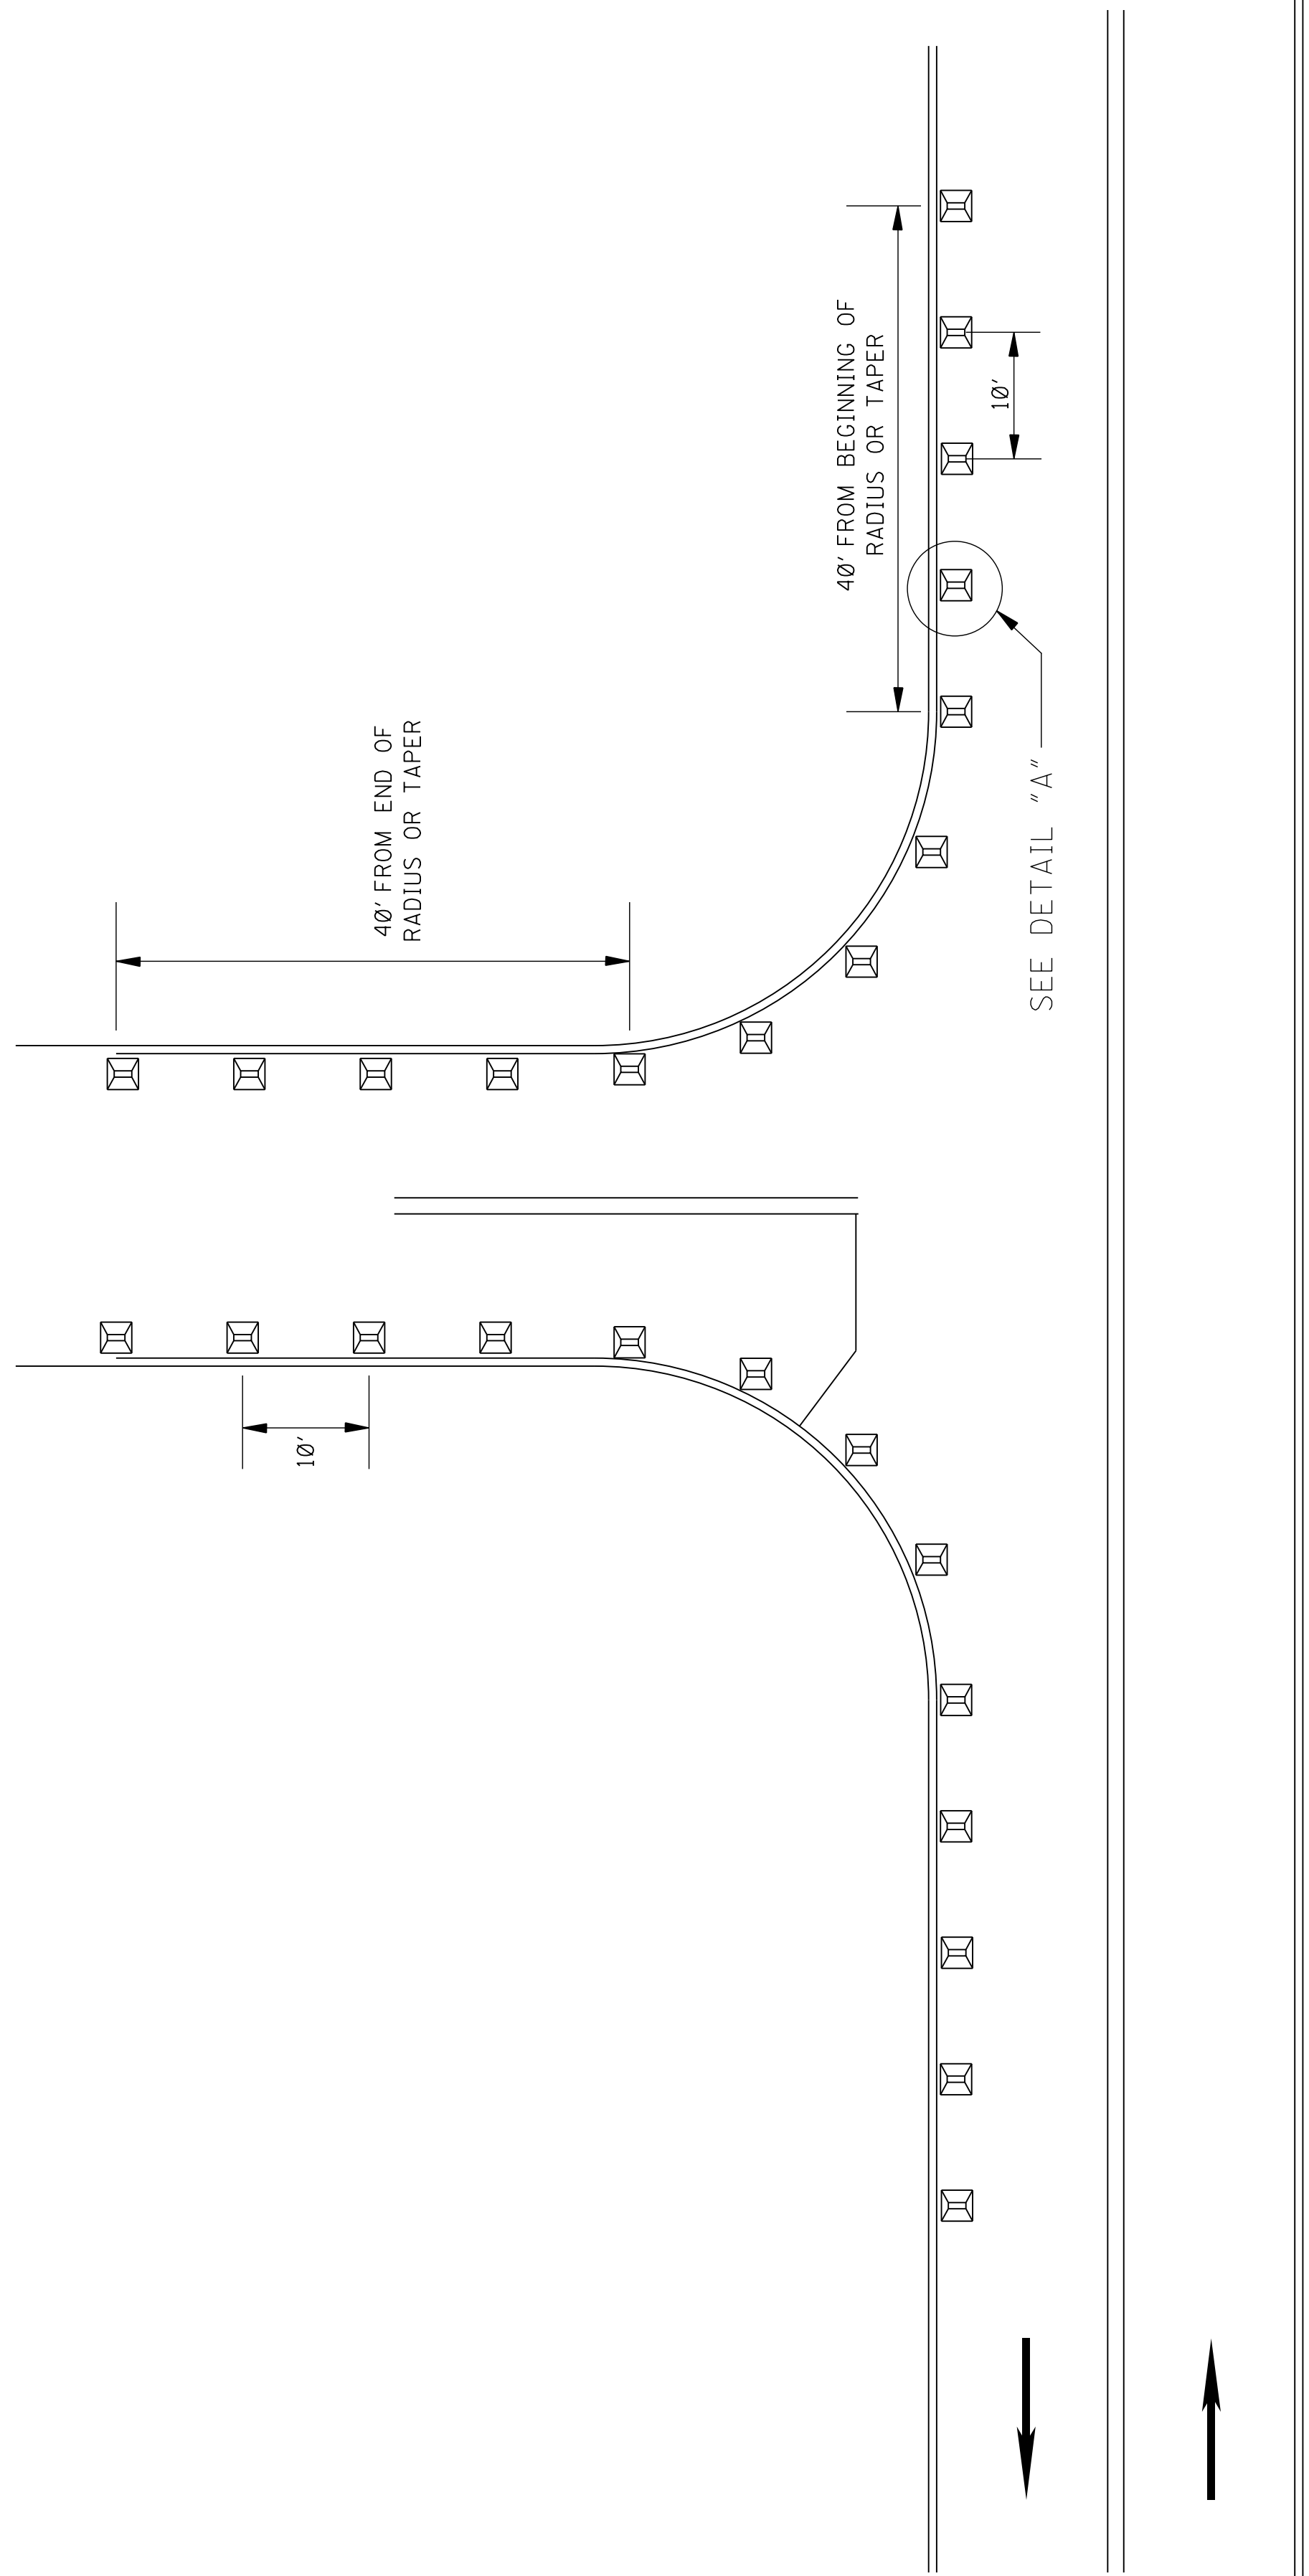 40' FROM BEGINNING OF
RADIUS OR TAPER
10'
40' FROM END OF
RADIUS OR TAPER
SEE DETAIL "A"
10'